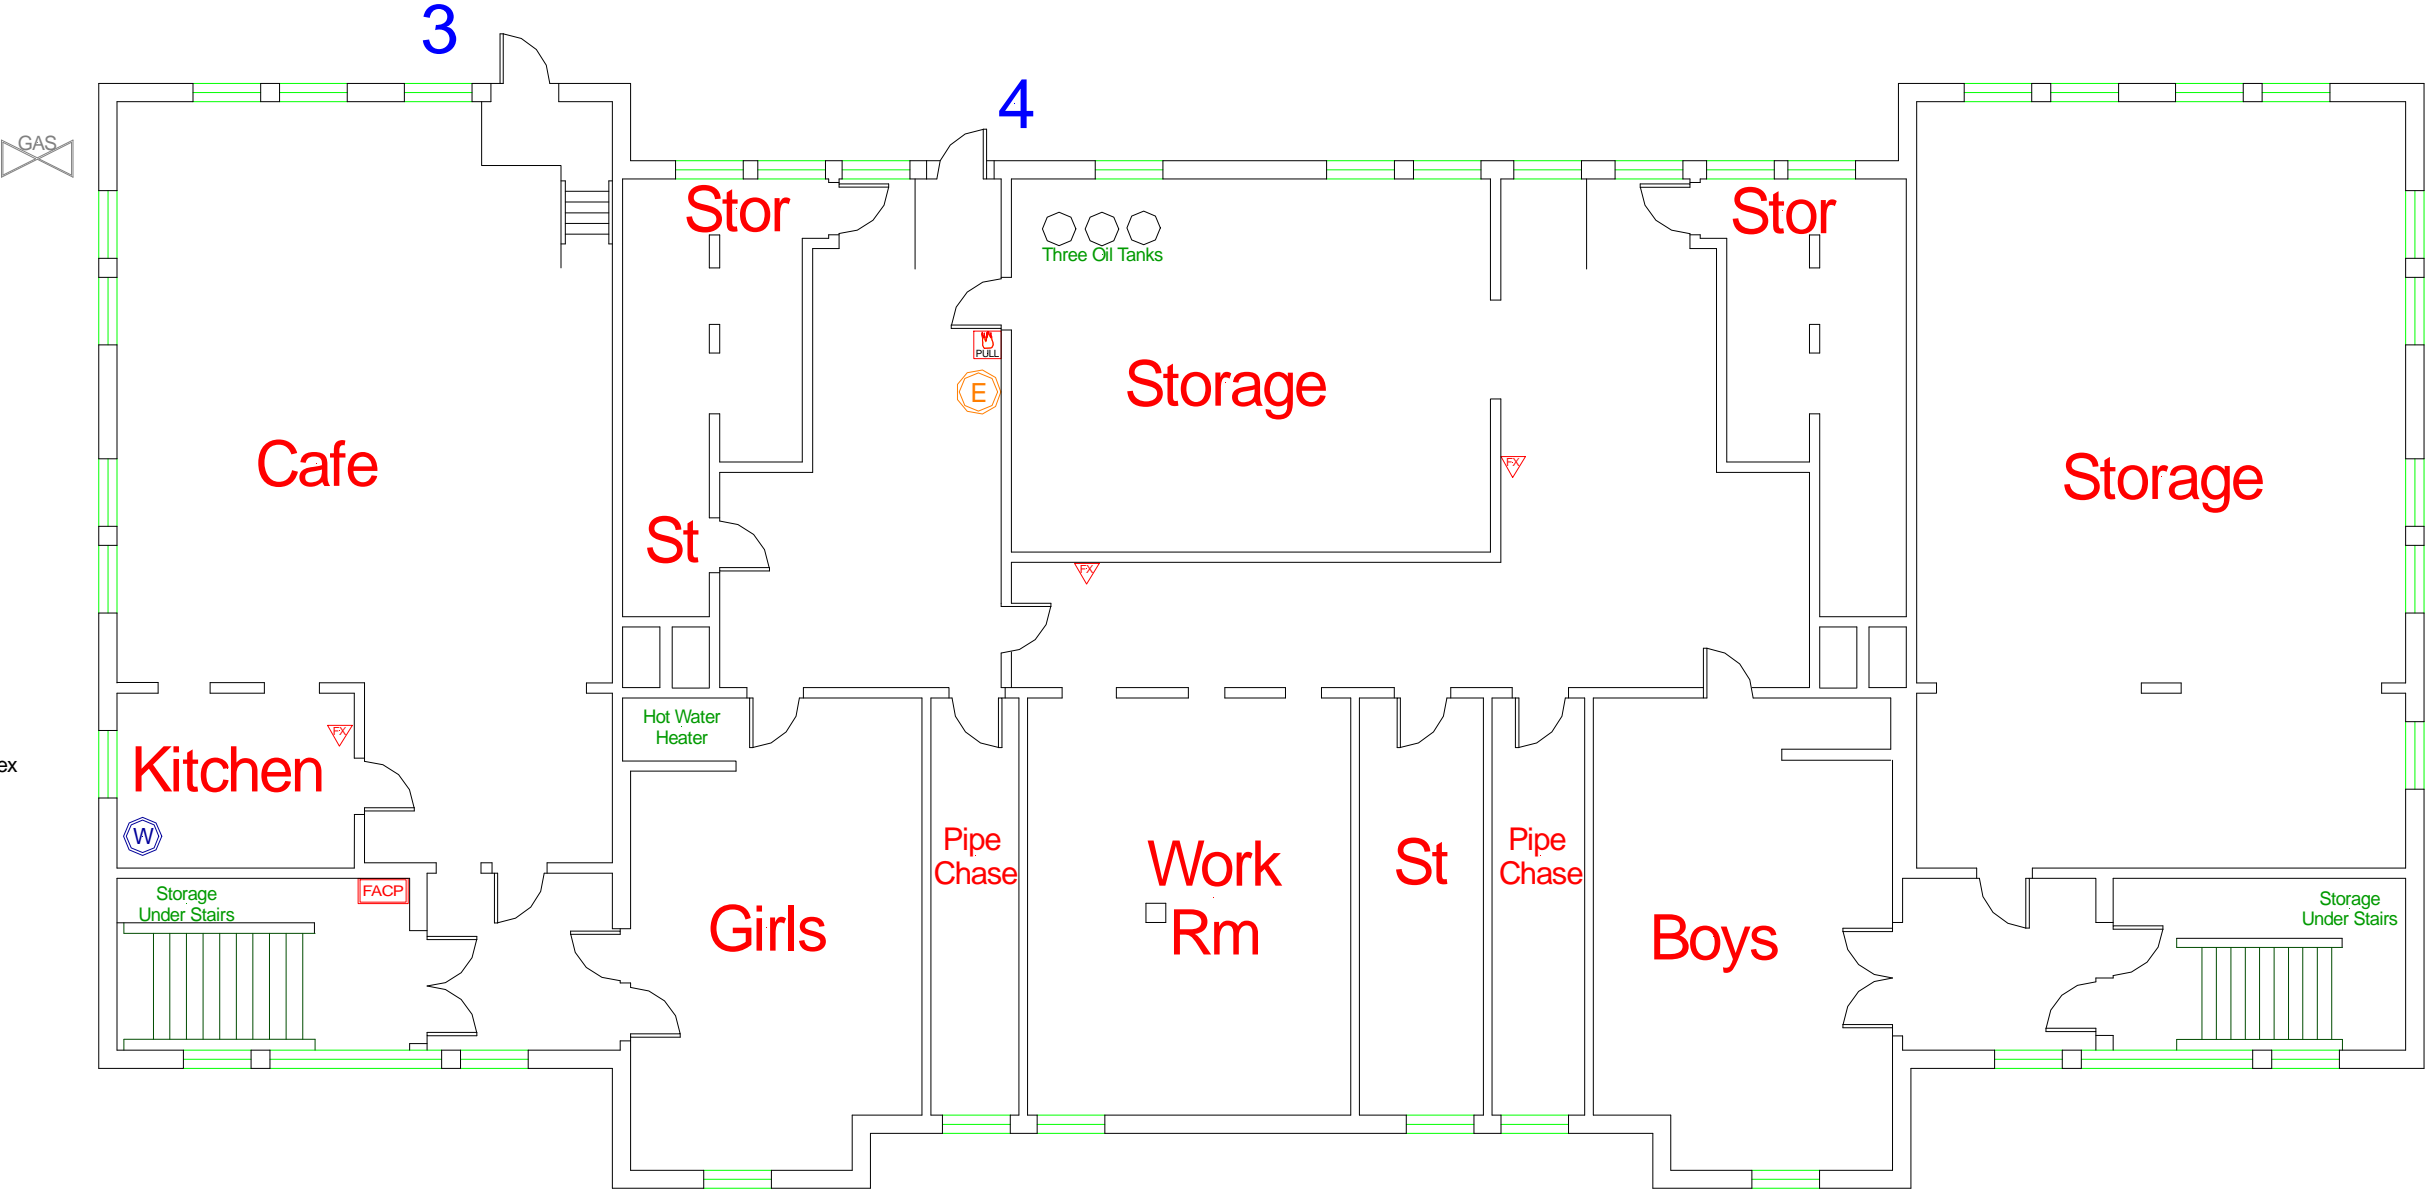 3
4
GAS
Stor
Stor
Three Oil Tanks
PULL
E
Storage
Cafe
FX
Storage
St
FX
Hot Water
Heater
FX
Kitchen
ex
W
Pipe
Chase
Work
Rm
St
Pipe
Chase
FACP
Storage
Under Stairs
Girls
Boys
Storage
Under Stairs